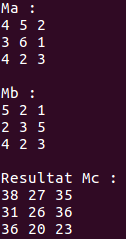 Ma :
4 5 2
3 6 1
4 2 3
Mb :
5 2 1
2 3 5
4 2 3
Resultat Mc :
38 27 35
31 26 36
36 20 23